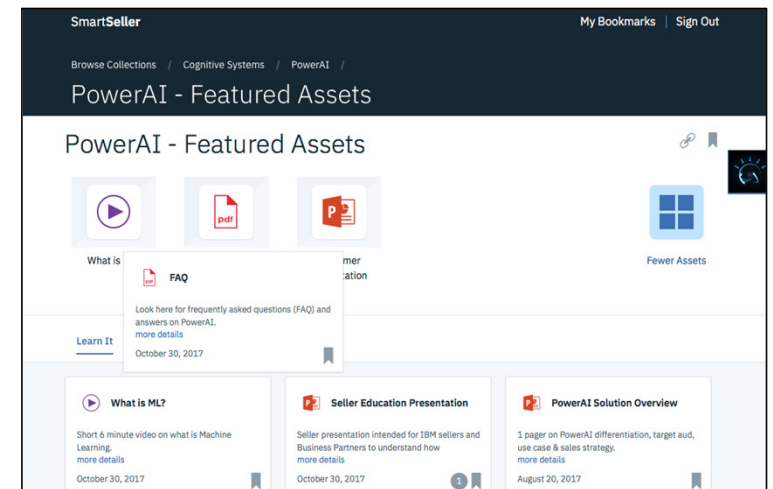 SmartSeller
My Bookmarks | Sign Out
Browse Collections / Cognitive Systems / PowerAI /
PowerAI - Featured Assets
PowerAI - Featured Assets
pdf
P
What is
mer
ation
Fewer Assets
pdf
FAQ
Look here for frequently asked questions (FAQ) and
answers on PowerAI.
more details
October 30, 2017
Learn It
What is ML?
Short 6 minute video on what is Machine
Learning.
more details
October 30, 2017
P
Seller Education Presentation
Seller presentation intended for IBM sellers and
Business Partners to understand how
more details
October 30, 2017
1
P
PowerAI Solution Overview
1 pager on PowerAI differentiation, target aud,
use case & sales strategy.
more details
August 20, 2017